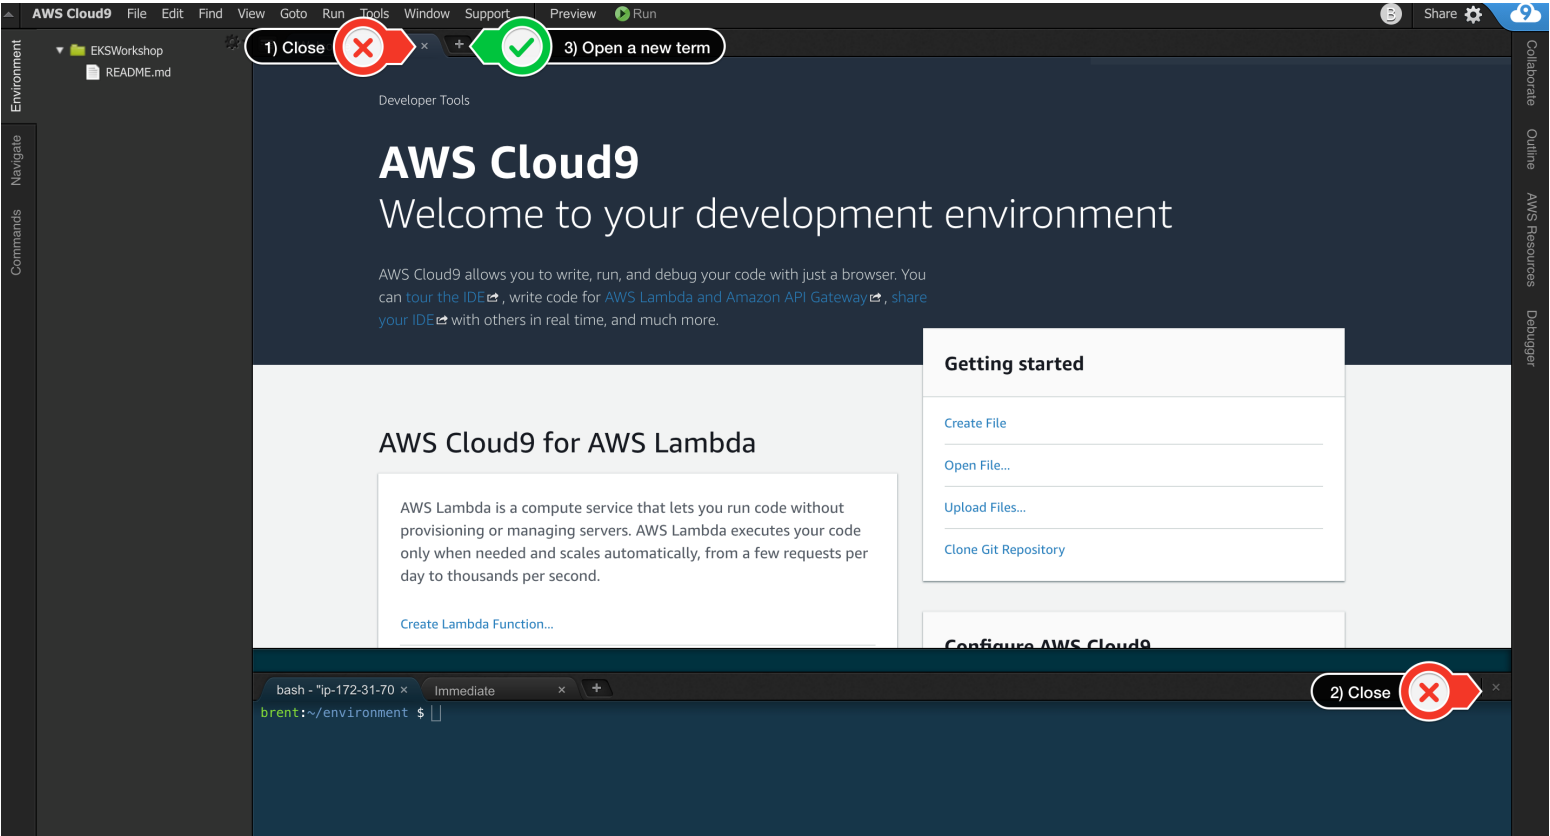 AWS Cloud9 File Edit Find View Goto Run Tools Window Support Preview Run B Share 9
1) Close
3) Open a new term
Environment
Navigate
Commands
EKSWorkshop
README.md
Developer Tools
AWS Cloud9
Welcome to your development environment
AWS Cloud9 allows you to write, run, and debug your code with just a browser. You
can tour the IDE , write code for AWS Lambda and Amazon API Gateway , share
your IDE with others in real time, and much more.
Getting started
Create File
Open File...
Upload Files...
Clone Git Repository
AWS Cloud9 for AWS Lambda
AWS Lambda is a compute service that lets you run code without
provisioning or managing servers. AWS Lambda executes your code
only when needed and scales automatically, from a few requests per
day to thousands per second.
Create Lambda Function...
Configure AWS Cloud9
Collaborate
Outline
AWS Resources
Debugger
bash - "ip-172-31-70 × Immediate × +
2) Close
brent:~/environment $